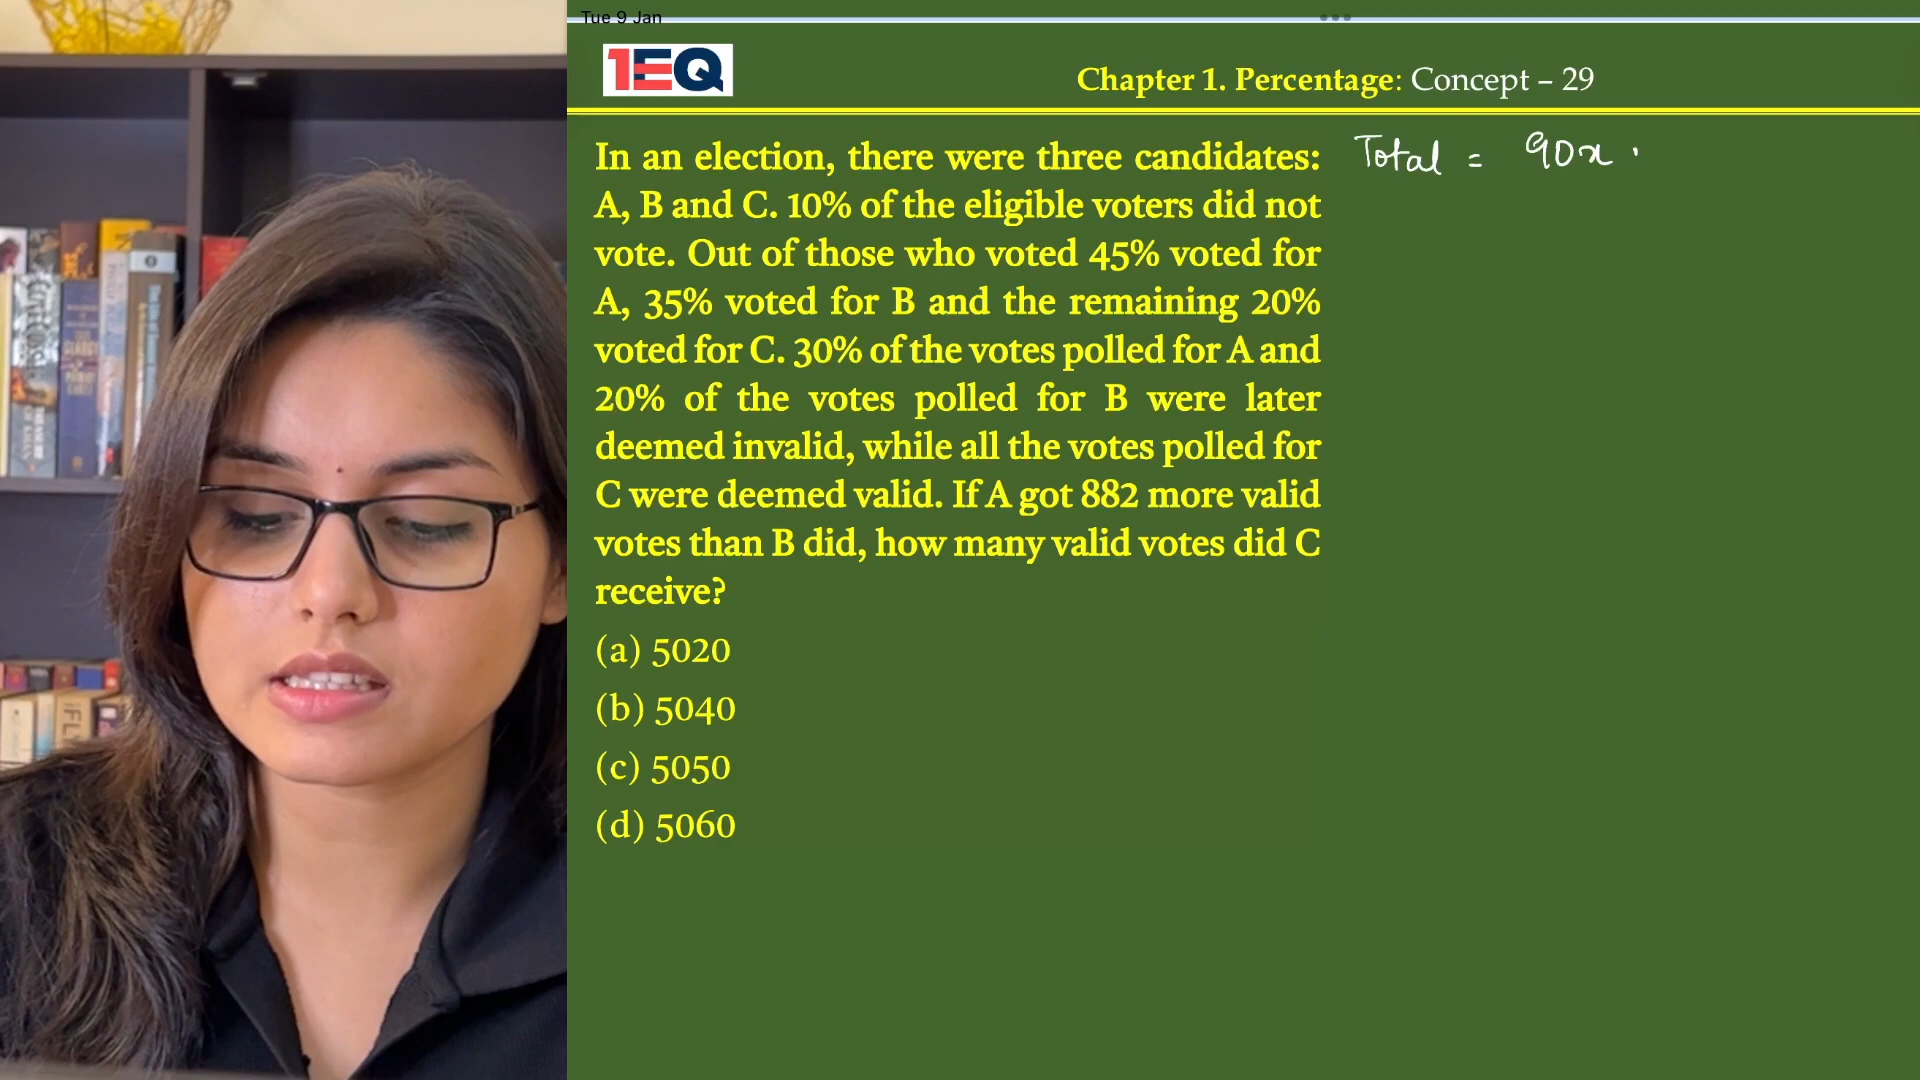 Tue 9 Jan
1EQ
Chapter 1. Percentage: Concept – 29
In an election, there were three candidates:
A, B and C. 10% of the eligible voters did not
vote. Out of those who voted 45% voted for
A, 35% voted for B and the remaining 20%
voted for C. 30% of the votes polled for A and
20% of the votes polled for B were later
deemed invalid, while all the votes polled for
C were deemed valid. If A got 882 more valid
votes than B did, how many valid votes did C
receive?
(a) 5020
(b) 5040
(c) 5050
(d) 5060
Total = 90x